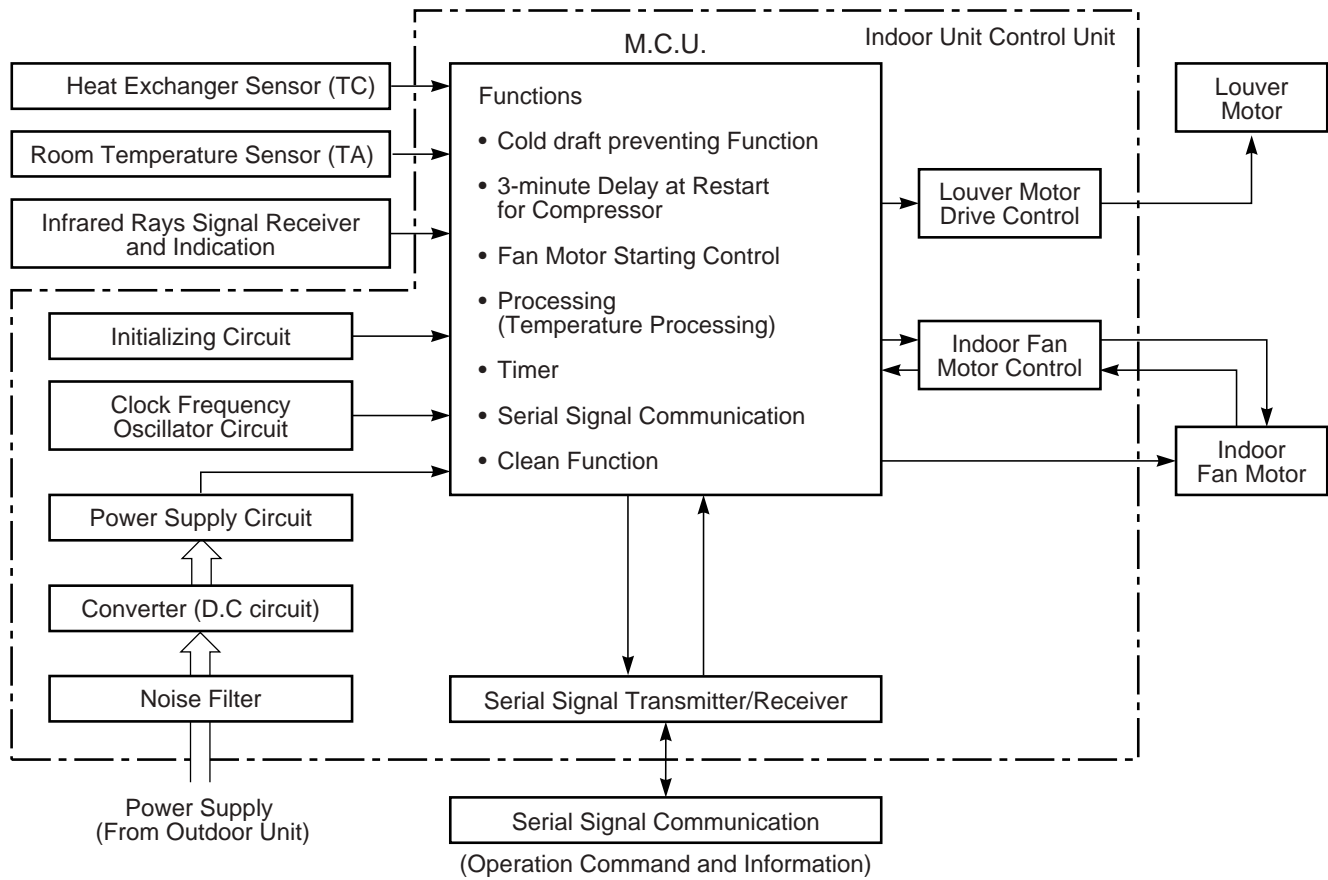 M.C.U.
Indoor Unit Control Unit
Heat Exchanger Sensor (TC)
Room Temperature Sensor (TA)
Infrared Rays Signal Receiver
and Indication
Initializing Circuit
Clock Frequency
Oscillator Circuit
Power Supply Circuit
Converter (D.C circuit)
Noise Filter
Power Supply
(From Outdoor Unit)
Functions
• Cold draft preventing Function
• 3-minute Delay at Restart
for Compressor
• Fan Motor Starting Control
• Processing
(Temperature Processing)
• Timer
• Serial Signal Communication
• Clean Function
Serial Signal Transmitter/Receiver
Serial Signal Communication
(Operation Command and Information)
Louver Motor
Drive Control
Indoor Fan
Motor Control
Louver
Motor
Indoor
Fan Motor